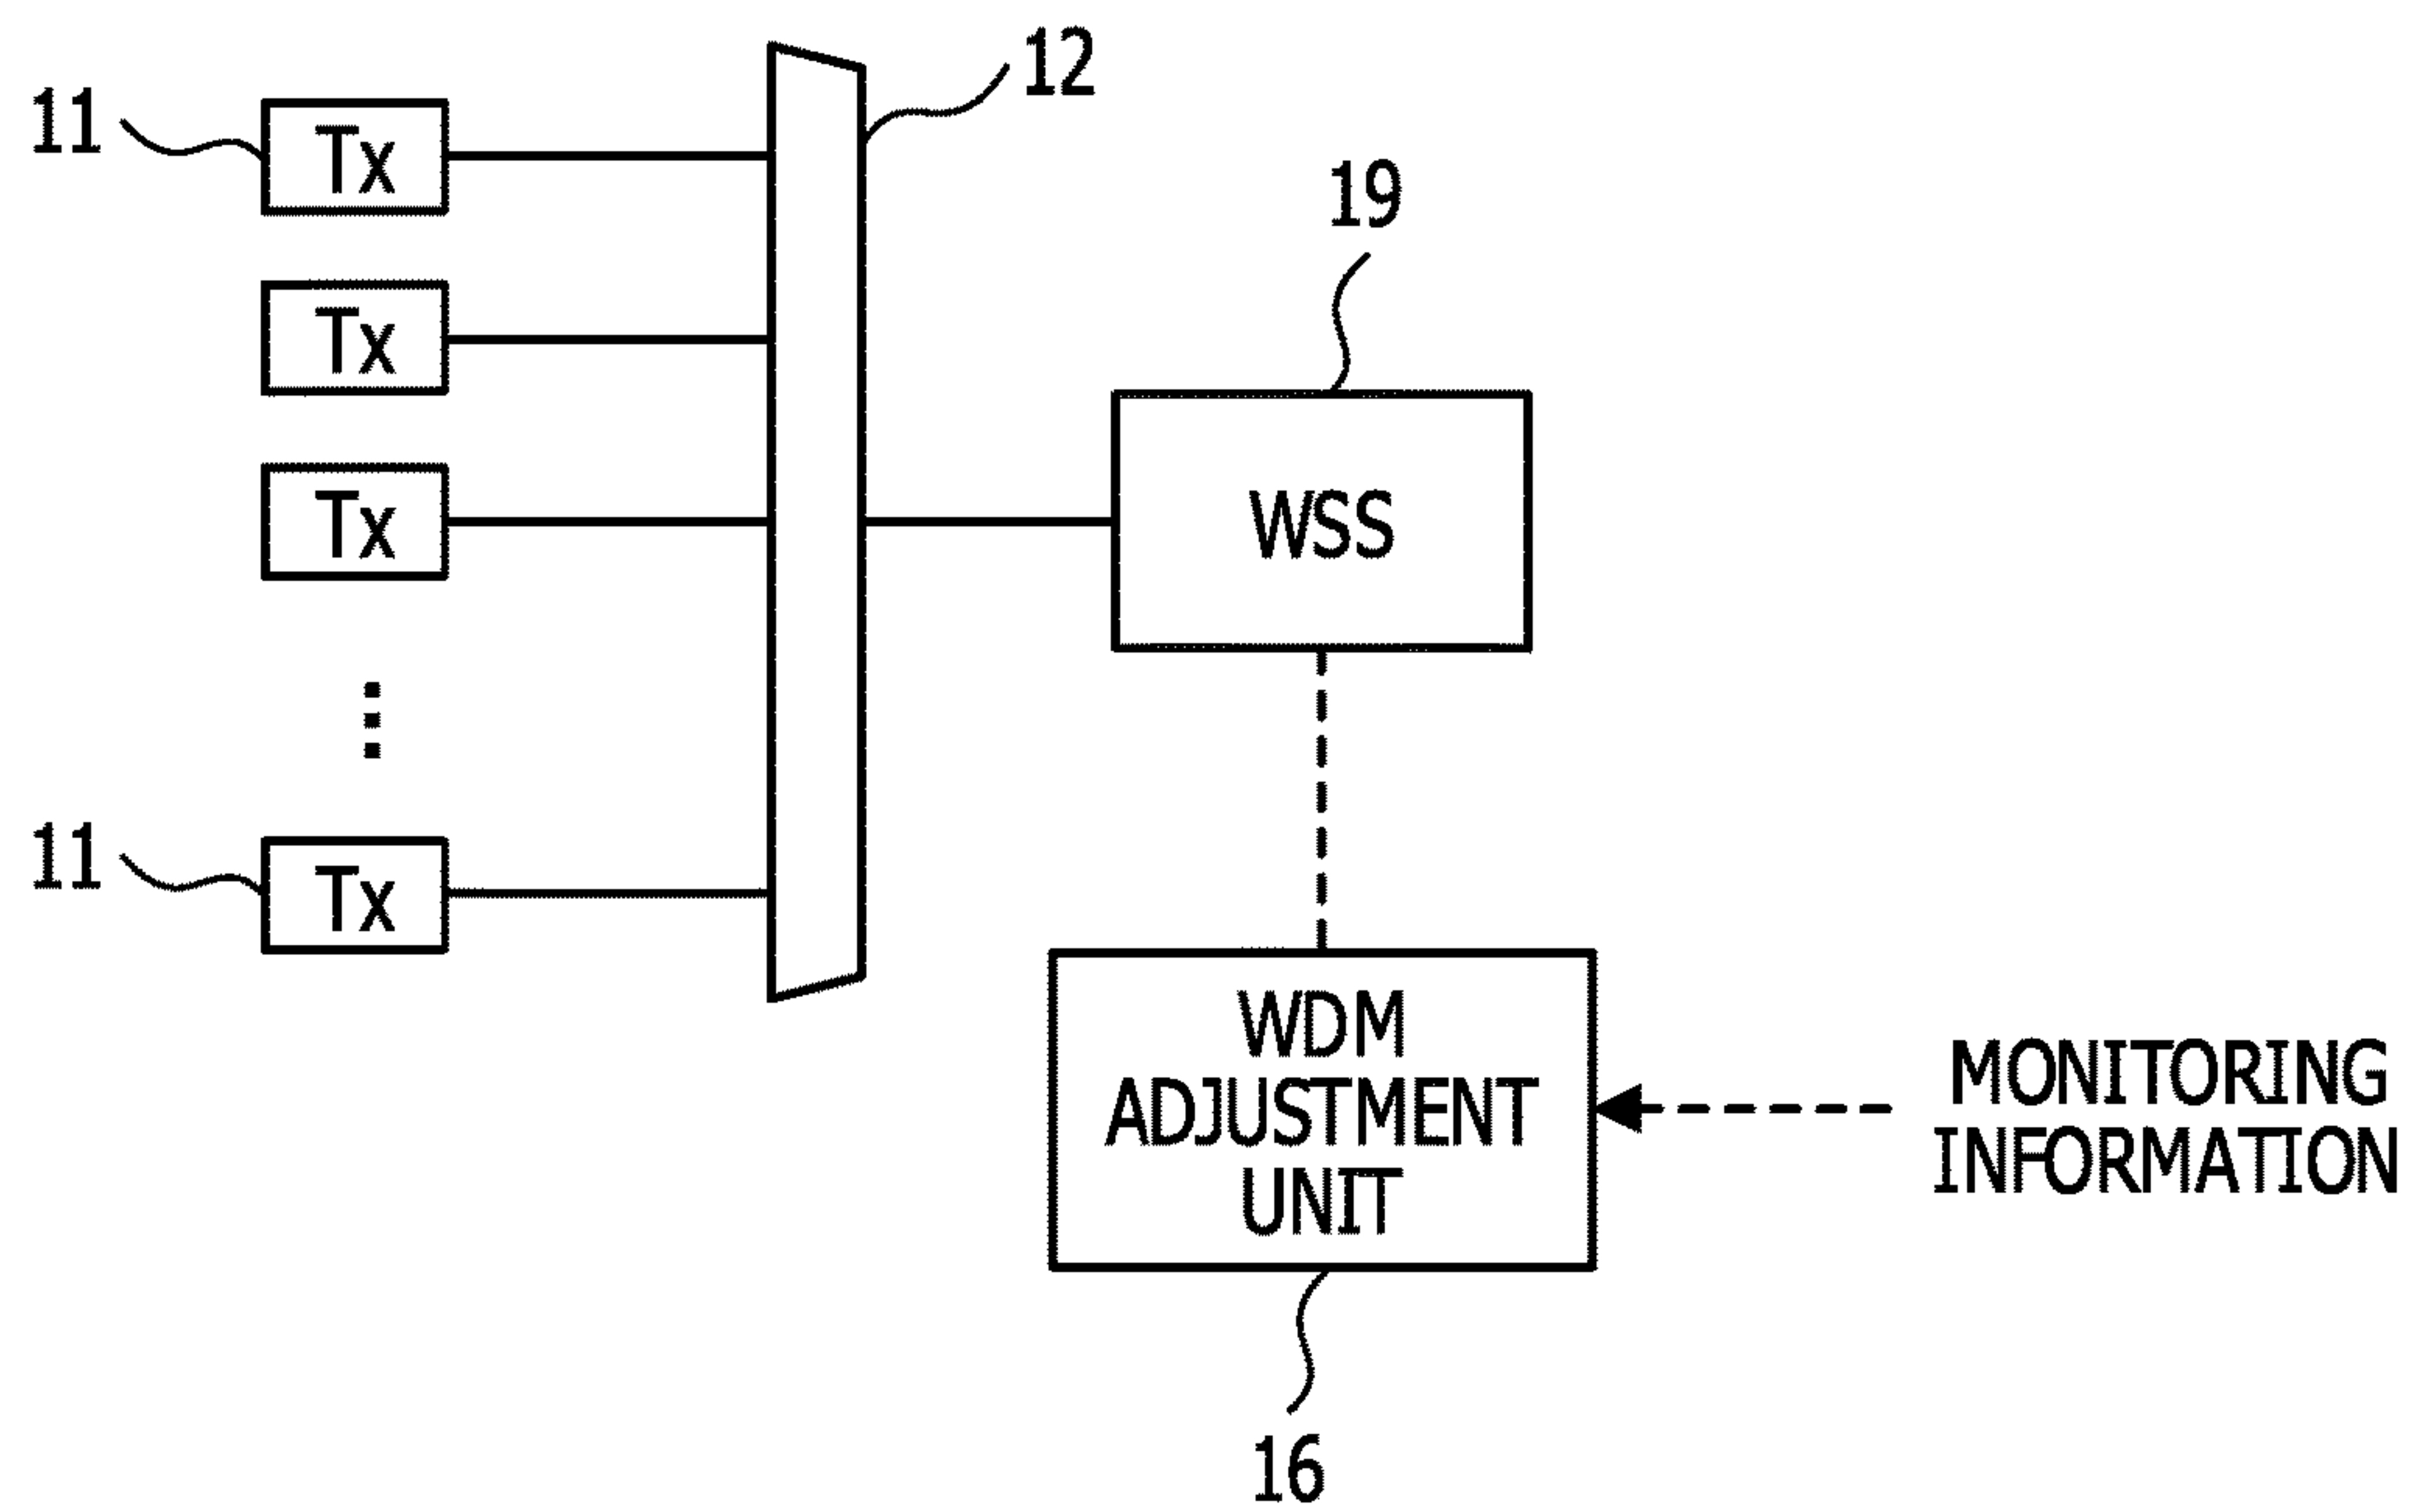 12
11
Tx
19
Tx
Tx
WSS
11
Tx
WDM
ADJUSTMENT
UNIT
MONITORING
INFORMATION
16